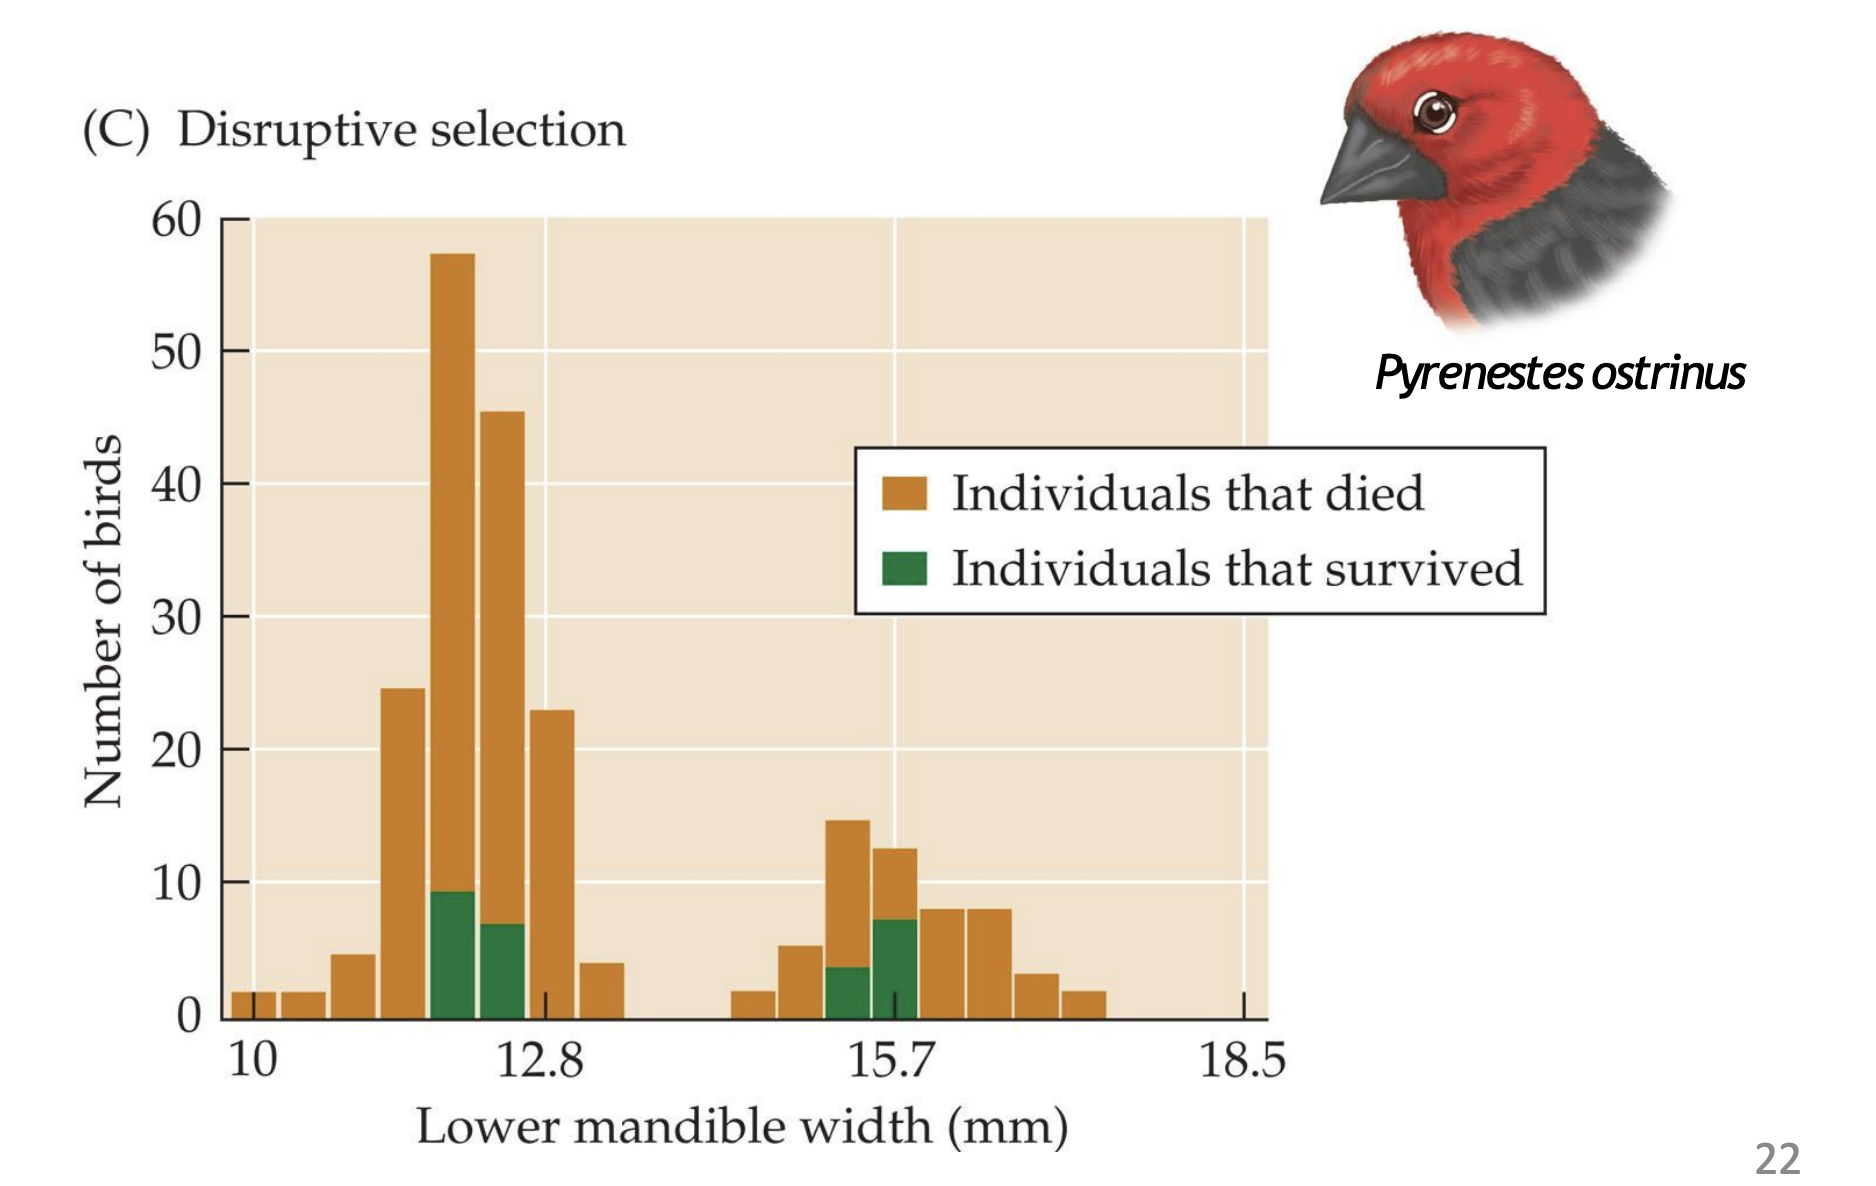 (C) Disruptive selection
60
50
40
30
20
10
0
Number of birds
Individuals that died
Individuals that survived
10 12.8 15.7 18.5
Lower mandible width (mm)
Pyrenestes ostrinus
22